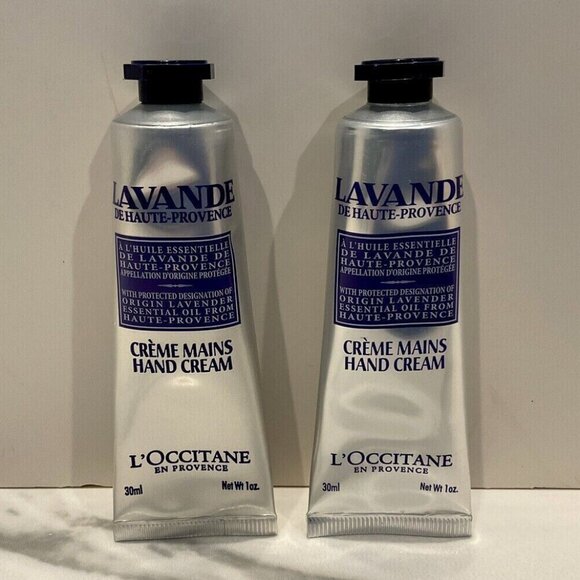 LAVANDE
DE HAUTE-PROVENCE
À L'HUILE ESSENTIELLE
DE LAVANDE DE
HAUTE-PROVENCE
APPELLATION D'ORIGINE PROTÉGÉE
WITH PROTECTED DESIGNATION OF
ORIGIN LAVENDER
ESSENTIAL OIL FROM
HAUTE-PROVENCE
CRÈME MAINS
HAND CREAM
L'OCCITANE
EN PROVENCE
30ml Net Wt 1oz.
LAVANDE
DE HAUTE-PROVENCE
À L'HUILE ESSENTIELLE
DE LAVANDE DE
HAUTE-PROVENCE
APPELLATION D'ORIGINE PROTÉGÉE
WITH PROTECTED DESIGNATION OF
ORIGIN LAVENDER
ESSENTIAL OIL FROM
HAUTE-PROVENCE
CRÈME MAINS
HAND CREAM
L'OCCITANE
EN PROVENCE
30ml Net Wt 1oz.